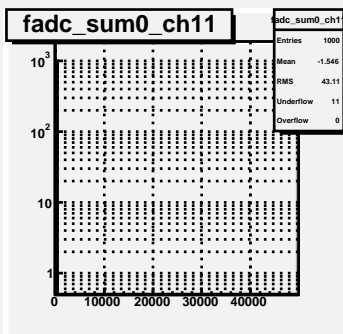 fadc_sum0_ch11
fadc_sum0_ch11
Entries 1000
Mean -1.546
RMS 43.11
Underflow 11
Overflow 0
10³
10²
10
1
0 10000 20000 30000 40000